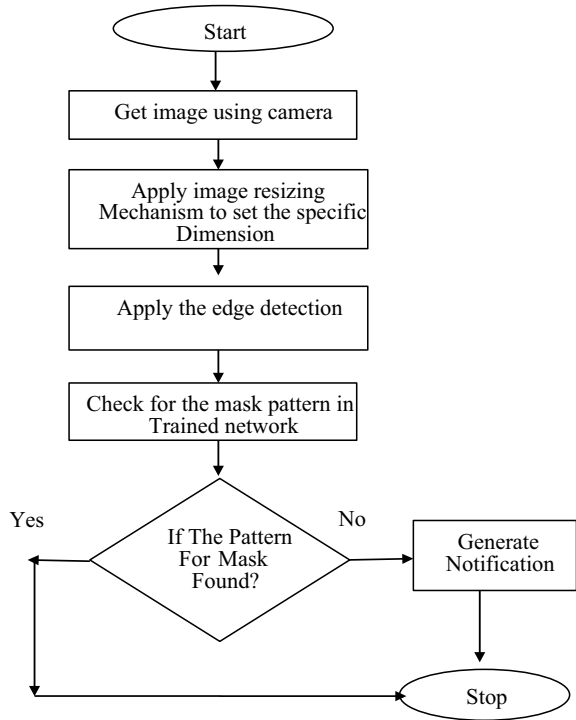 Start
Get image using camera
Apply image resizing
Mechanism to set the specific
Dimension
Apply the edge detection
Check for the mask pattern in
Trained network
Yes
No
If The Pattern
For Mask
Found?
Generate
Notification
Stop